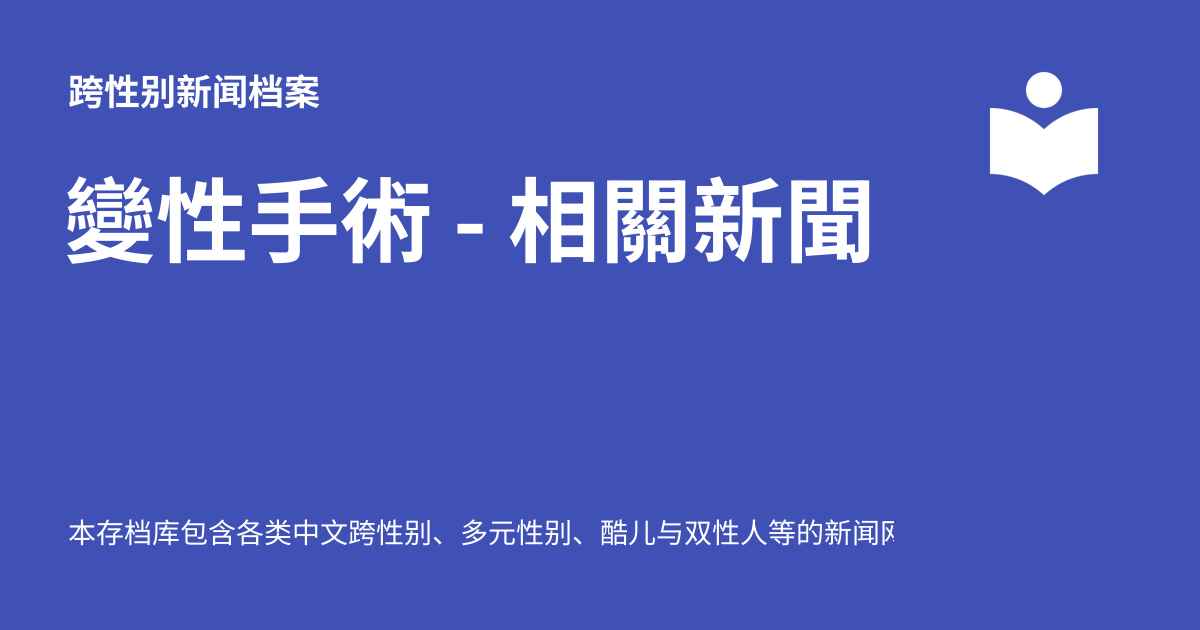 跨性别新闻档案
變性手術 - 相關新聞
本存档库包含各类中文跨性别、多元性别、酷儿与双性人等的新闻